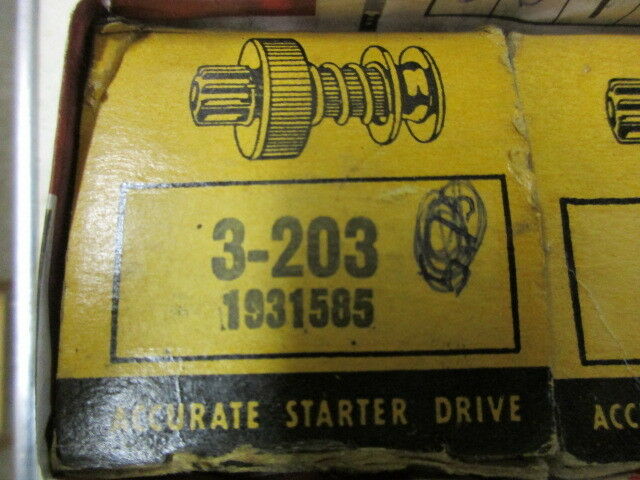 3-203
1931585
ACCURATE STARTER DRIVE
ACC